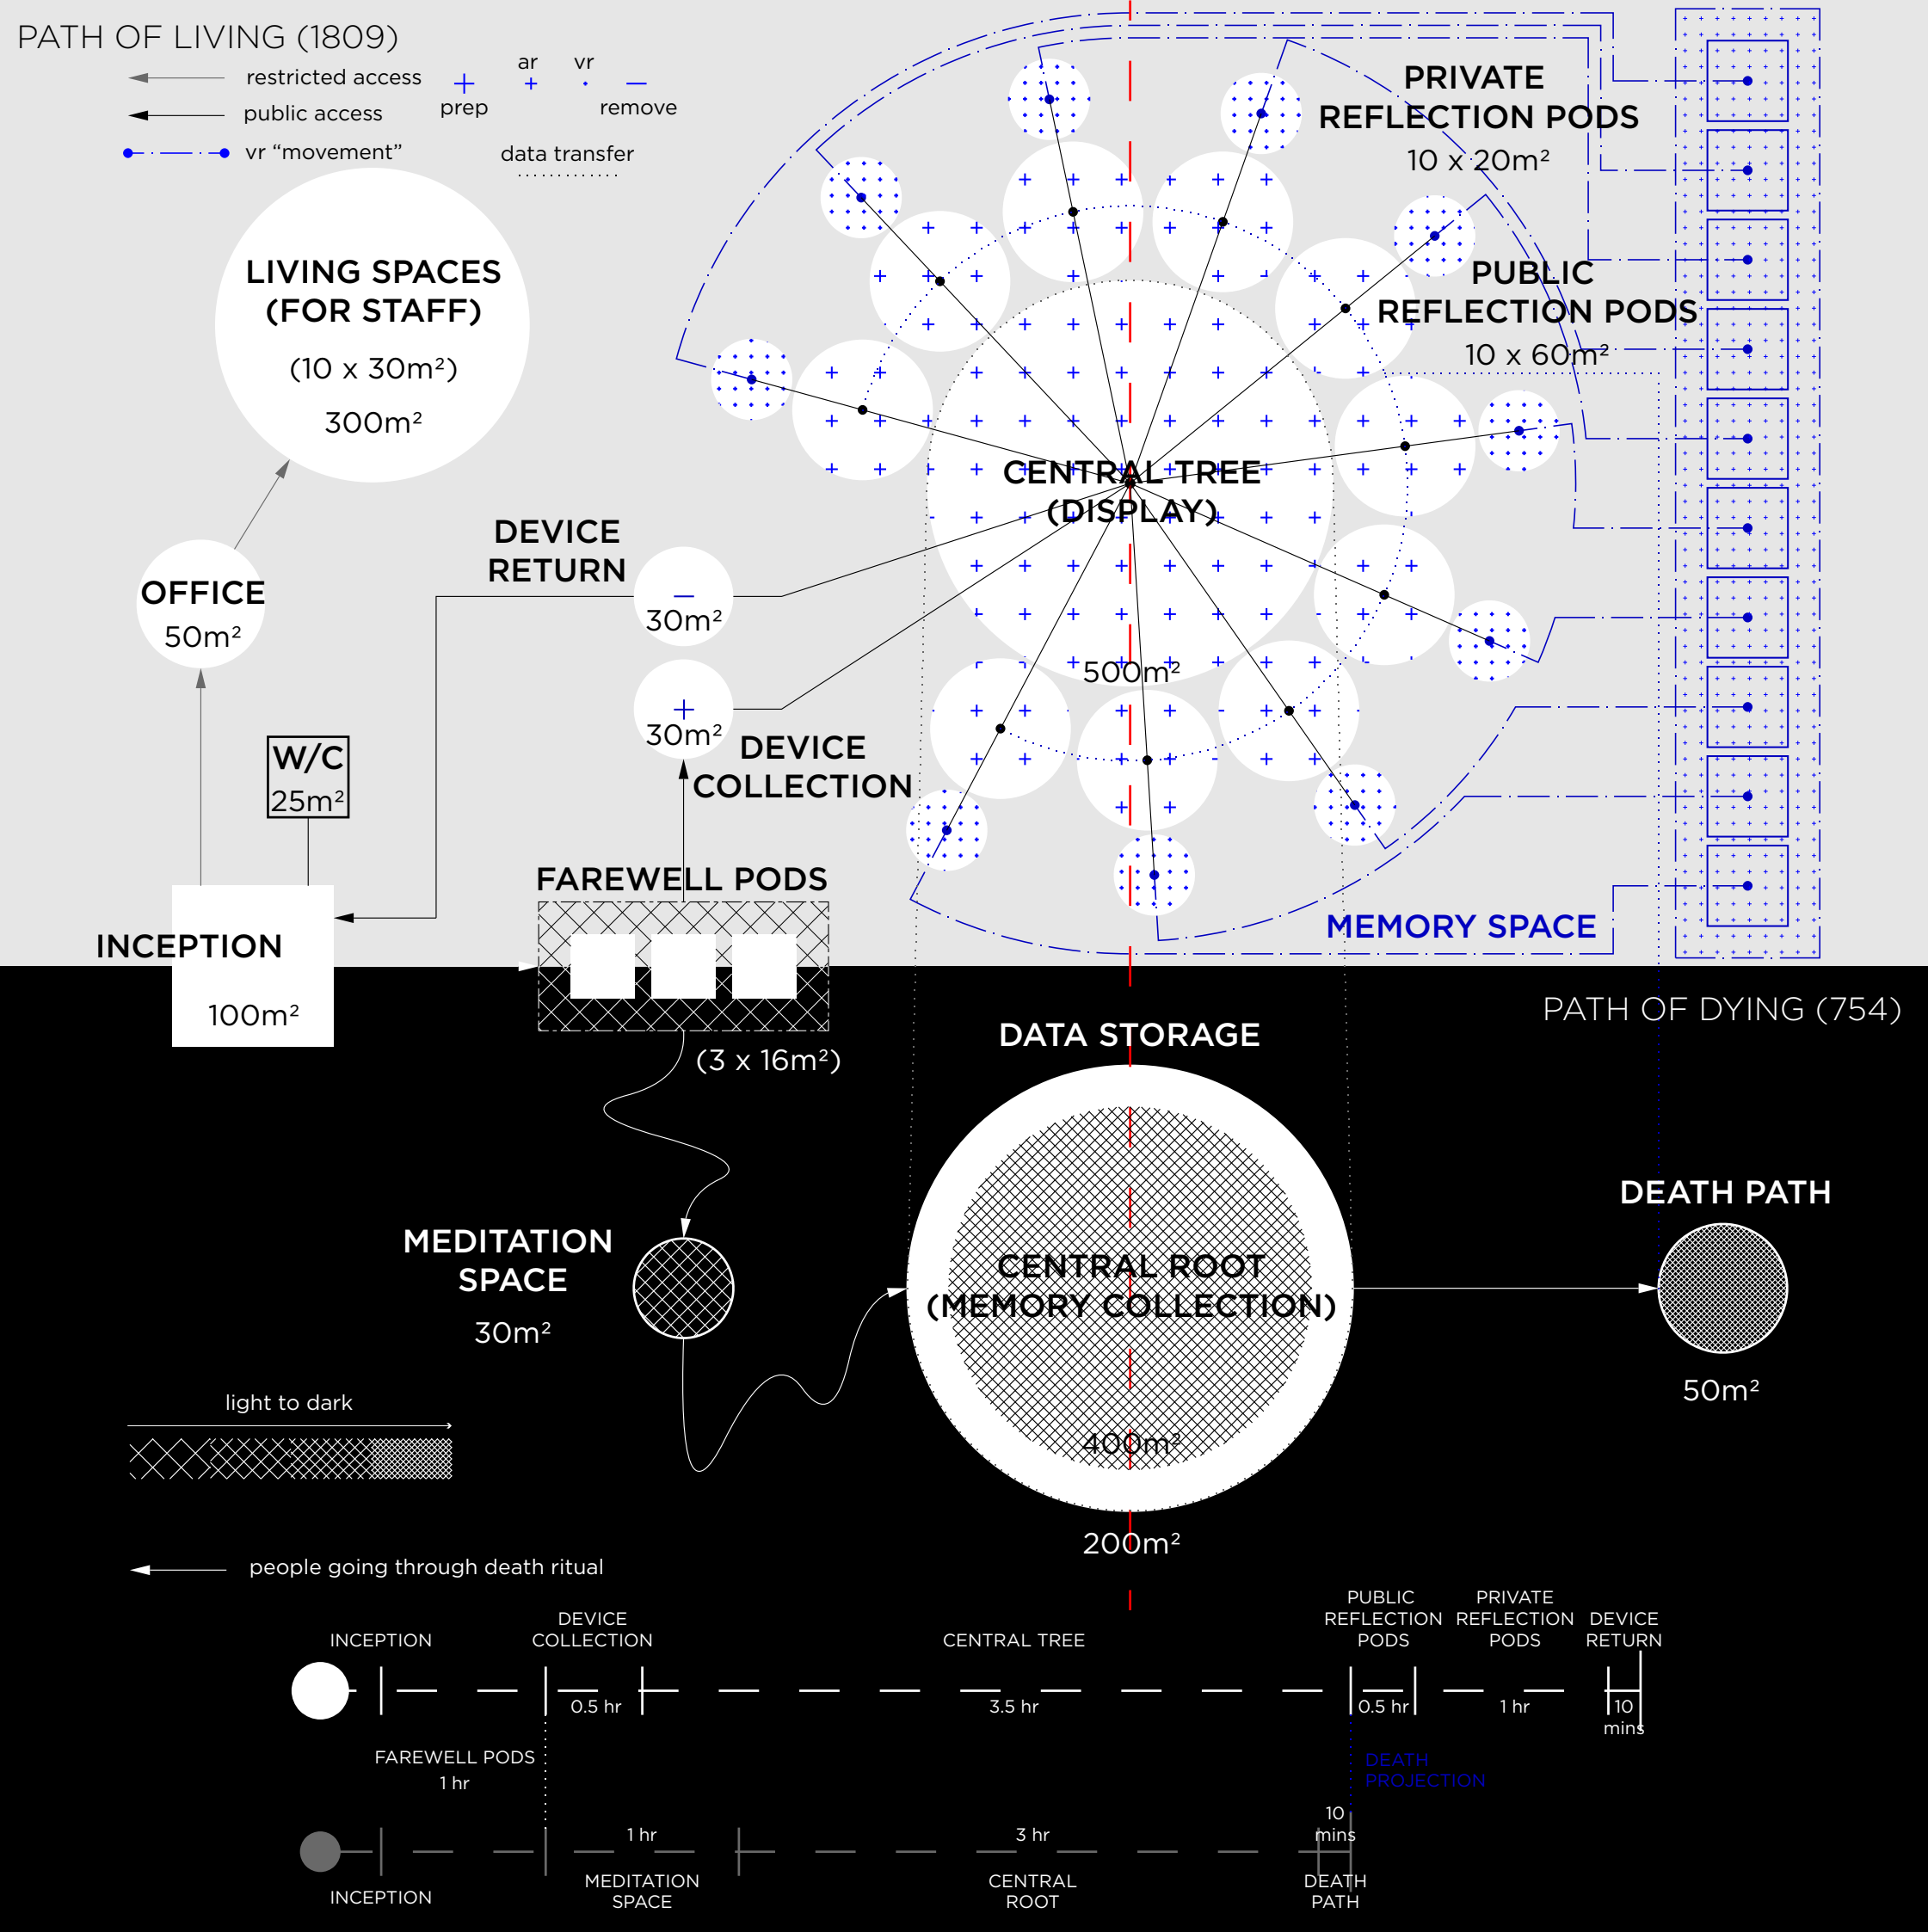 PATH OF LIVING (1809)
restricted access
public access
vr “movement”
ar
vr
prep
remove
data transfer
LIVING SPACES
(FOR STAFF)
(10 x 30m²)
300m²
PRIVATE
REFLECTION PODS
10 x 20m²
PUBLIC
REFLECTION PODS
10 x 60m²
CENTRAL TREE
(DISPLAY)
500m²
DEVICE
RETURN
30m²
OFFICE
50m²
30m²
DEVICE
COLLECTION
W/C
25m²
FAREWELL PODS
INCEPTION
100m²
(3 x 16m²)
MEMORY SPACE
PATH OF DYING (754)
DATA STORAGE
DEATH PATH
50m²
MEDITATION
SPACE
30m²
CENTRAL ROOT
(MEMORY COLLECTION)
400m²
200m²
light to dark
people going through death ritual
INCEPTION
DEVICE
COLLECTION
CENTRAL TREE
PUBLIC
REFLECTION
PODS
PRIVATE
REFLECTION
PODS
DEVICE
RETURN
0.5 hr
3.5 hr
0.5 hr
1 hr
10
mins
FAREWELL PODS
1 hr
DEATH
PROJECTION
1 hr
3 hr
10
mins
INCEPTION
MEDITATION
SPACE
CENTRAL
ROOT
DEATH
PATH